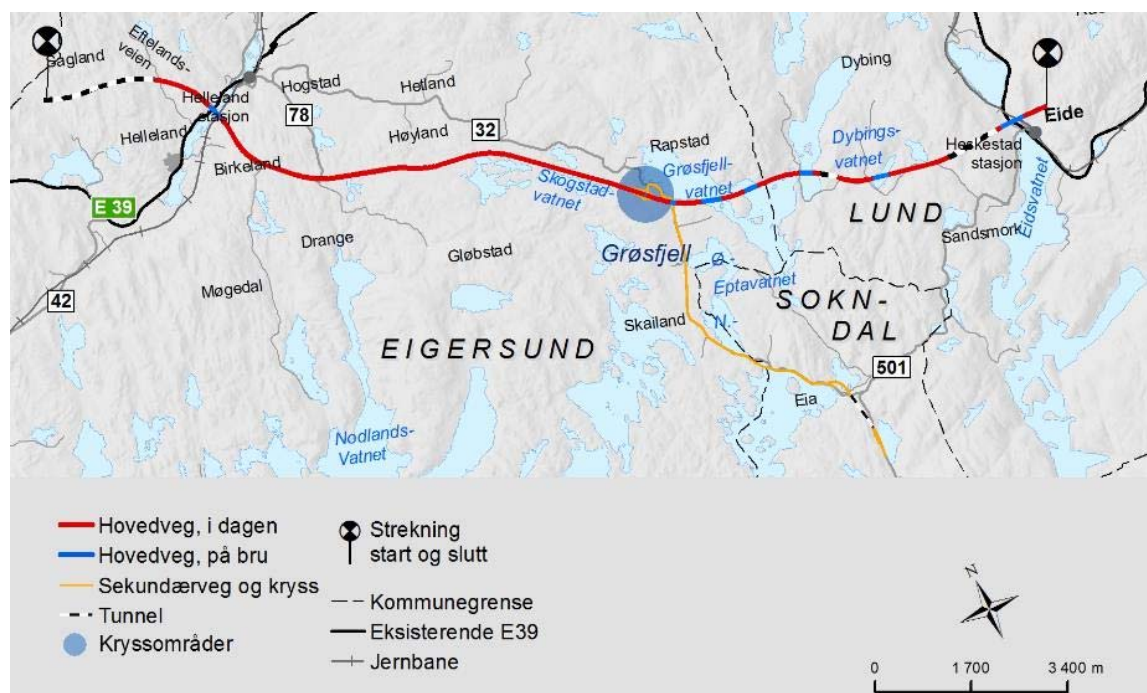 Sagland
Eftelands-
veien
Helleland
stasjon
Hogstad
Hetland
78
Høyland
32
Helleland
Birkeland
E 39
Rapstad
Grøsfjell-
vatnet
Skogstad-
vatnet
Grøsfjell
Dybing
Dybings-
vatnet
Heskestad
stasjon
Eide
LUND
Eidsvatnet
Sandsmork
Drange
Gløbstad
Møgedal
42
Ø.-
Eptavatnet
N.-
SOKN-
DAL
Skailand
EIGERSUND
501
Eia
Nodlands-
Vatnet
Hovedveg, i dagen
Hovedveg, på bru
Sekundærveg og kryss
Tunnel
Kryssområder
Strekning
start og slutt
Kommunegrense
Eksisterende E39
Jernbane
N
0 1 700 3 400 m